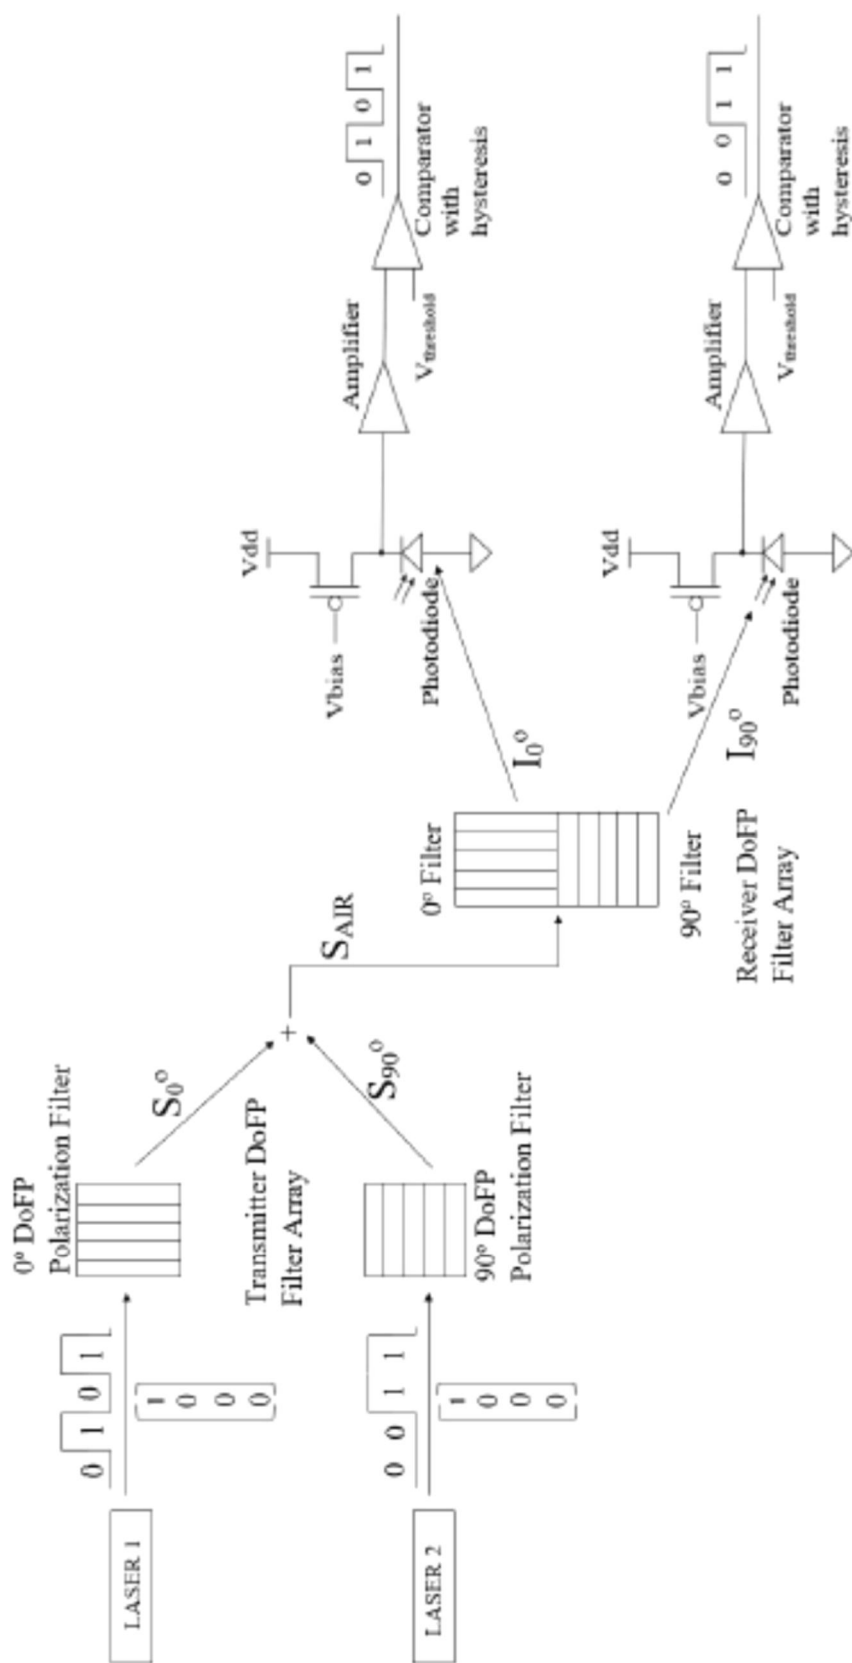 LASER 1
0 1 0 1
1
0
0
0
0º DoFP
Polarization Filter
S0º
Transmitter DoFP
Filter Array
LASER 2
0 0 1 1
1
0
0
0
90º DoFP
Polarization Filter
S90º
+
SAIR
0º Filter
90º Filter
Receiver DoFP
Filter Array
I0º
I90º
Vdd
Vbias
Photodiode
Amplifier
Vthreshold
Comparator
with
hysteresis
0 1 0 1
Vdd
Vbias
Photodiode
Amplifier
Vthreshold
Comparator
with
hysteresis
0 0 1 1